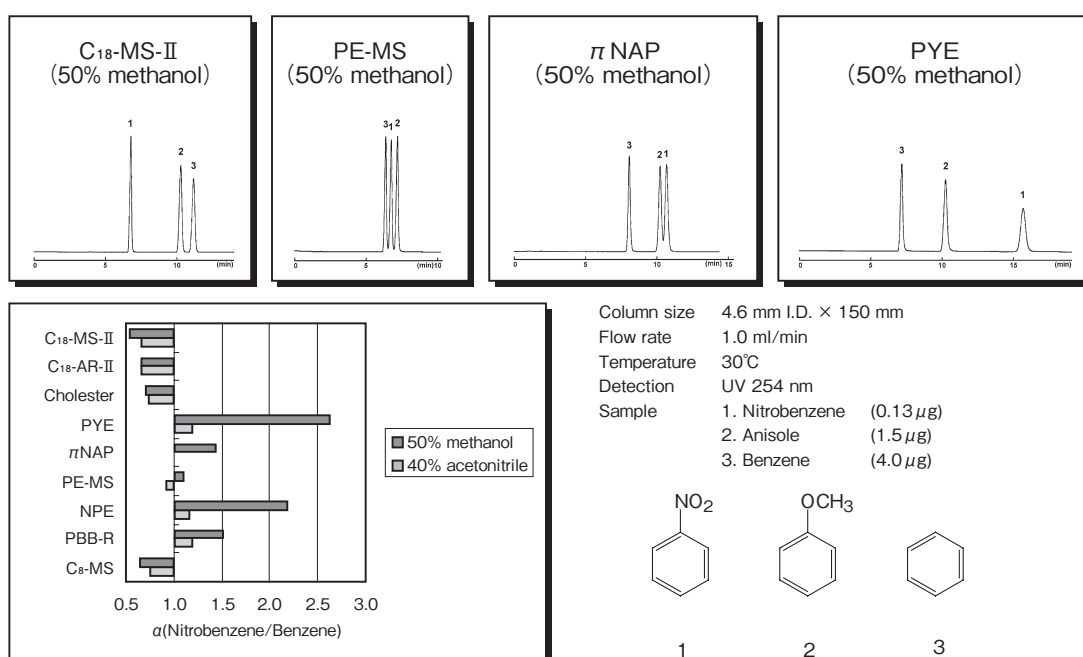 C₁₈-MS-Ⅱ
(50% methanol)
1
2
3
0 10 (min)
PE-MS
(50% methanol)
3 1 2
0 5 (min)10
π NAP
(50% methanol)
3
2 1
0 5 10 15
(min)
PYE
(50% methanol)
3
2
1
0 5 10 15 (min)
C₁₈-MS-Ⅱ
C₁₈-AR-Ⅱ
Cholester
PYE
πNAP
PE-MS
NPE
PBB-R
C₈-MS
0.5 1.0 1.5 2.0 2.5 3.0
α(Nitrobenzene/Benzene)
50% methanol
40% acetonitrile
Column size 4.6 mm I.D. × 150 mm
Flow rate 1.0 ml/min
Temperature 30℃
Detection UV 254 nm
Sample 1. Nitrobenzene (0.13 μg)
2. Anisole (1.5 μg)
3. Benzene (4.0 μg)
NO₂
OCH₃
1 2 3